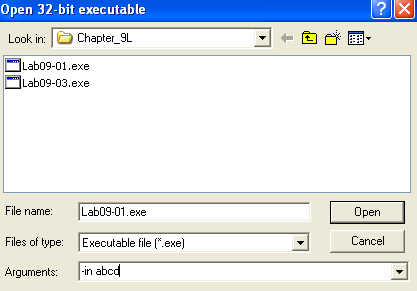 Open 32-bit executable
Look in: Chapter_9L
Lab09-01.exe
Lab09-03.exe
File name: Lab09-01.exe Open
Files of type: Executable file (*.exe) Cancel
Arguments: -in abcd